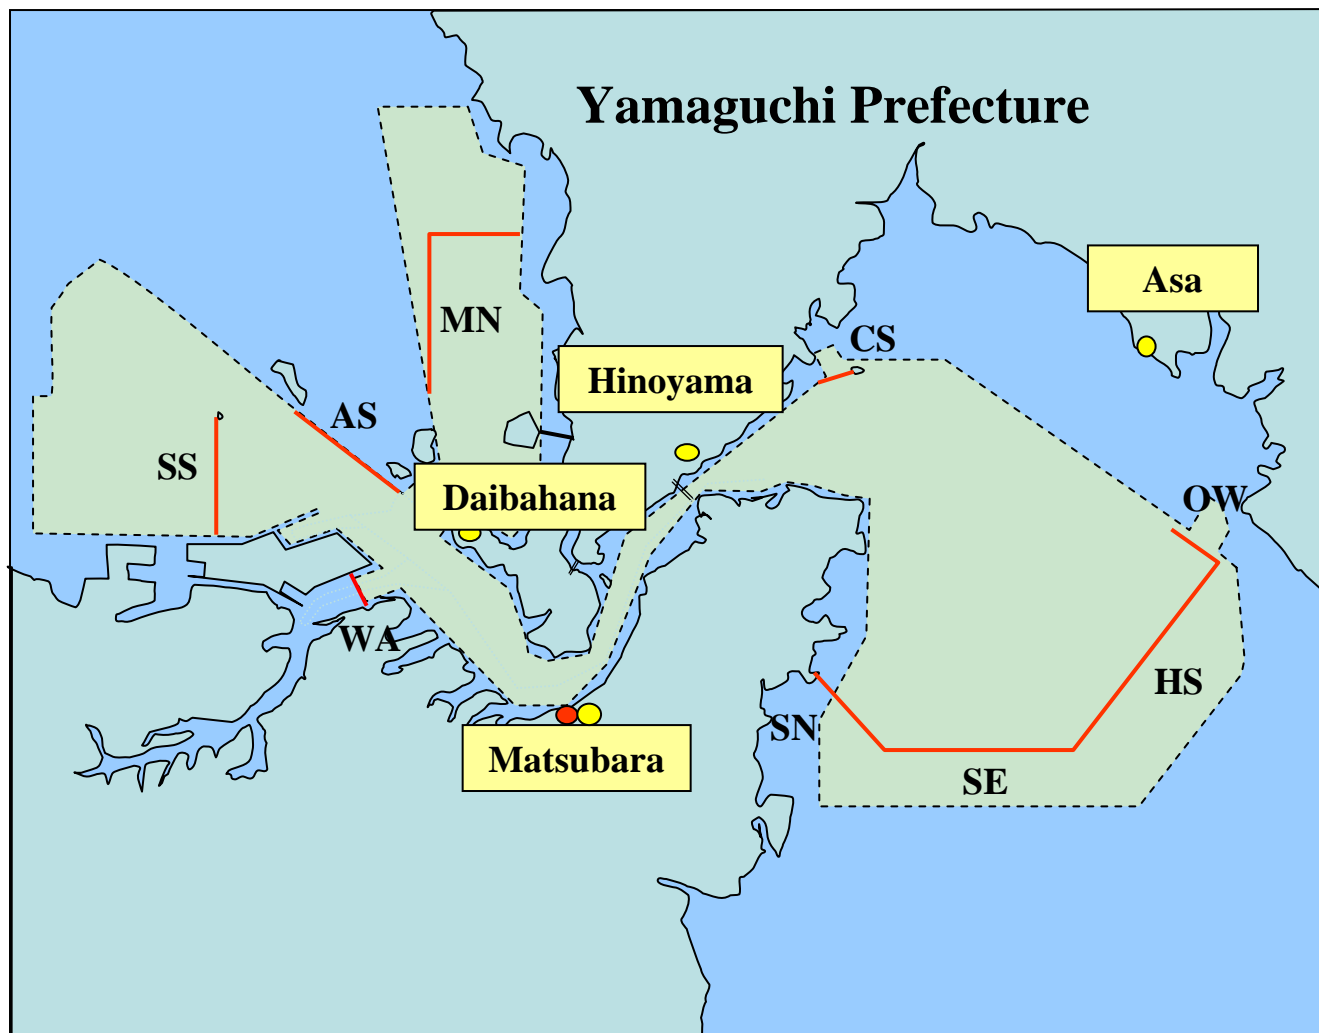 Yamaguchi Prefecture
Asa
MN
CS
Hinoyama
AS
SS
Daibahana
OW
WA
HS
SN
Matsubara
SE